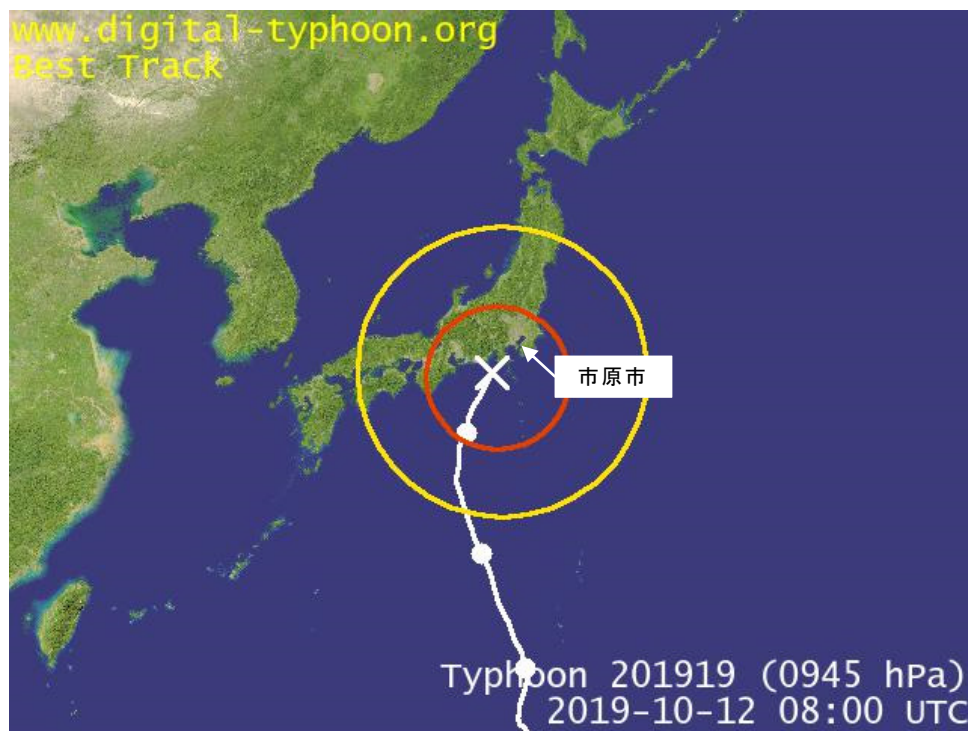 www.digital-typhoon.org
Best Track
市原市
Typhoon 201919 (0945 hPa)
2019-10-12 08:00 UTC